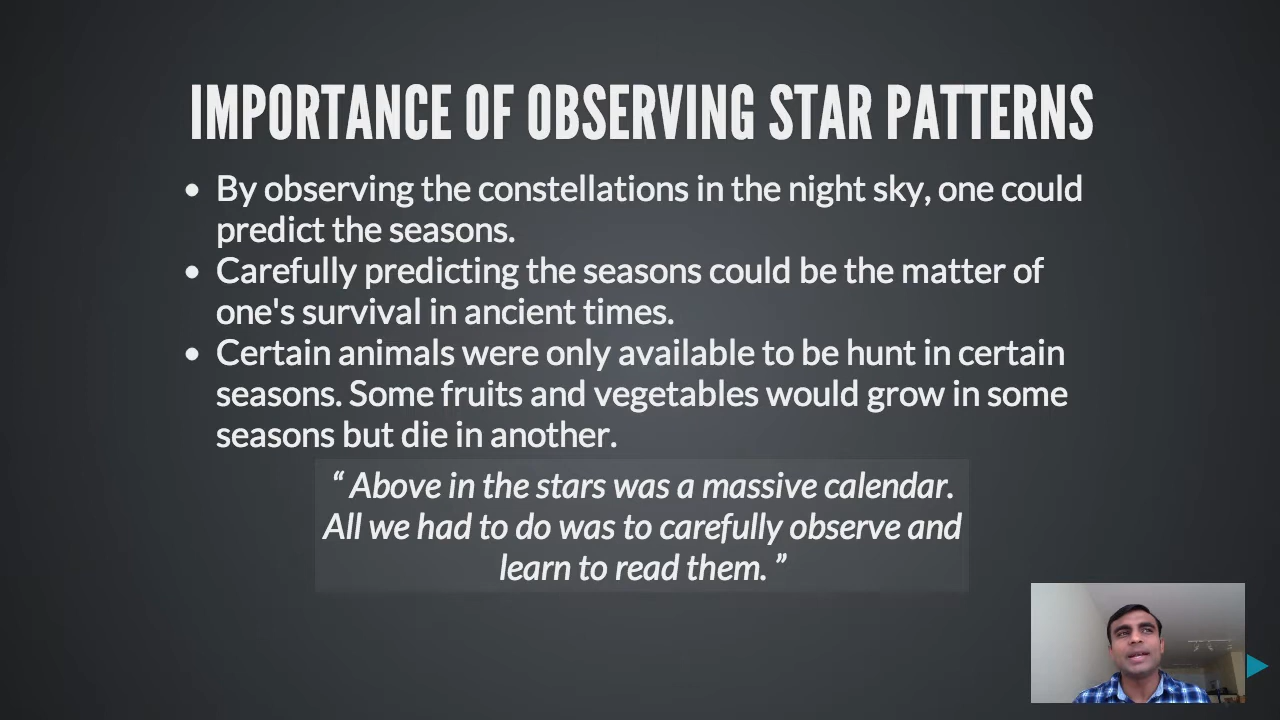 IMPORTANCE OF OBSERVING STAR PATTERNS
By observing the constellations in the night sky, one could
predict the seasons.
Carefully predicting the seasons could be the matter of
one's survival in ancient times.
Certain animals were only available to be hunt in certain
seasons. Some fruits and vegetables would grow in some
seasons but die in another.
“ Above in the stars was a massive calendar.
All we had to do was to carefully observe and
learn to read them. ”